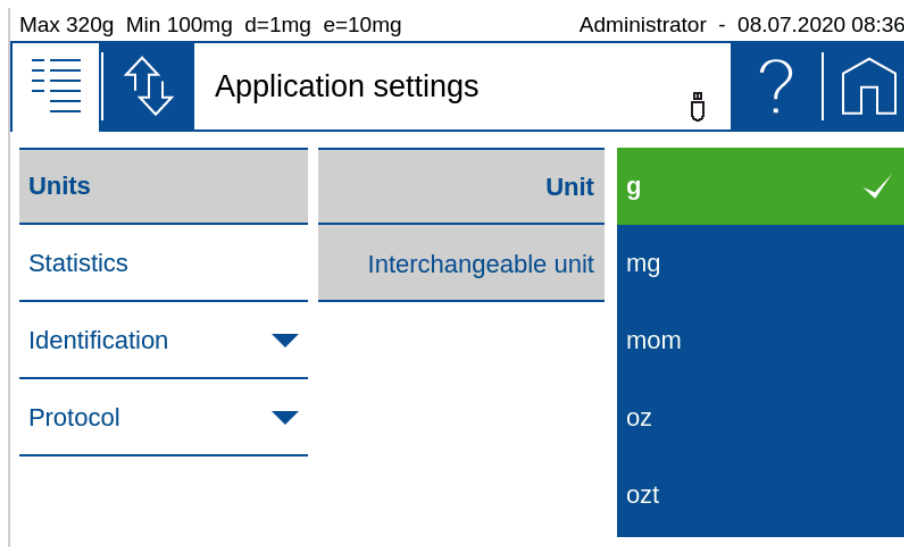 Max 320g Min 100mg d=1mg e=10mg Administrator - 08.07.2020 08:36
Application settings ?
Units Unit g
Statistics Interchangeable unit mg
Identification mom
Protocol oz
ozt